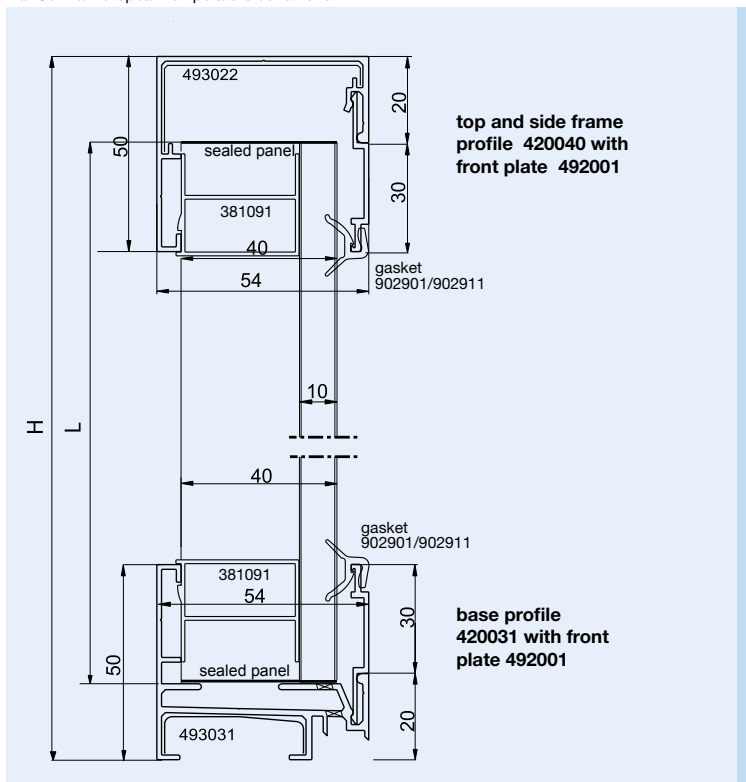 493022
50
20
sealed panel
top and side frame
profile 420040 with
front plate 492001
381091
30
40
gasket
902901/902911
54
10
H
L
40
gasket
902901/902911
381091
54
30
base profile
420031 with front
plate 492001
50
sealed panel
20
493031